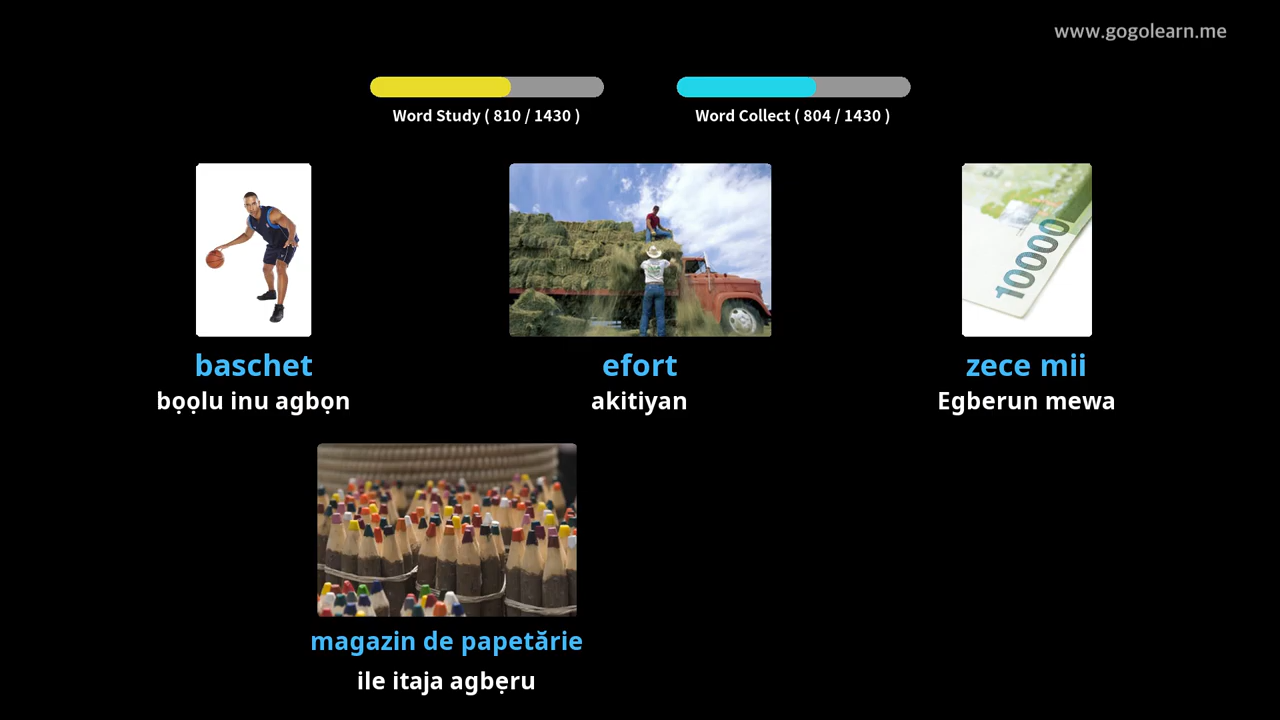 www.gogolearn.me
Word Study ( 810 / 1430 )
Word Collect ( 804 / 1430 )
10000
baschet
bọọlu inu agbọn
efort
akitiyan
zece mii
Egberun mewa
magazin de papetărie
ile itaja agbẹru